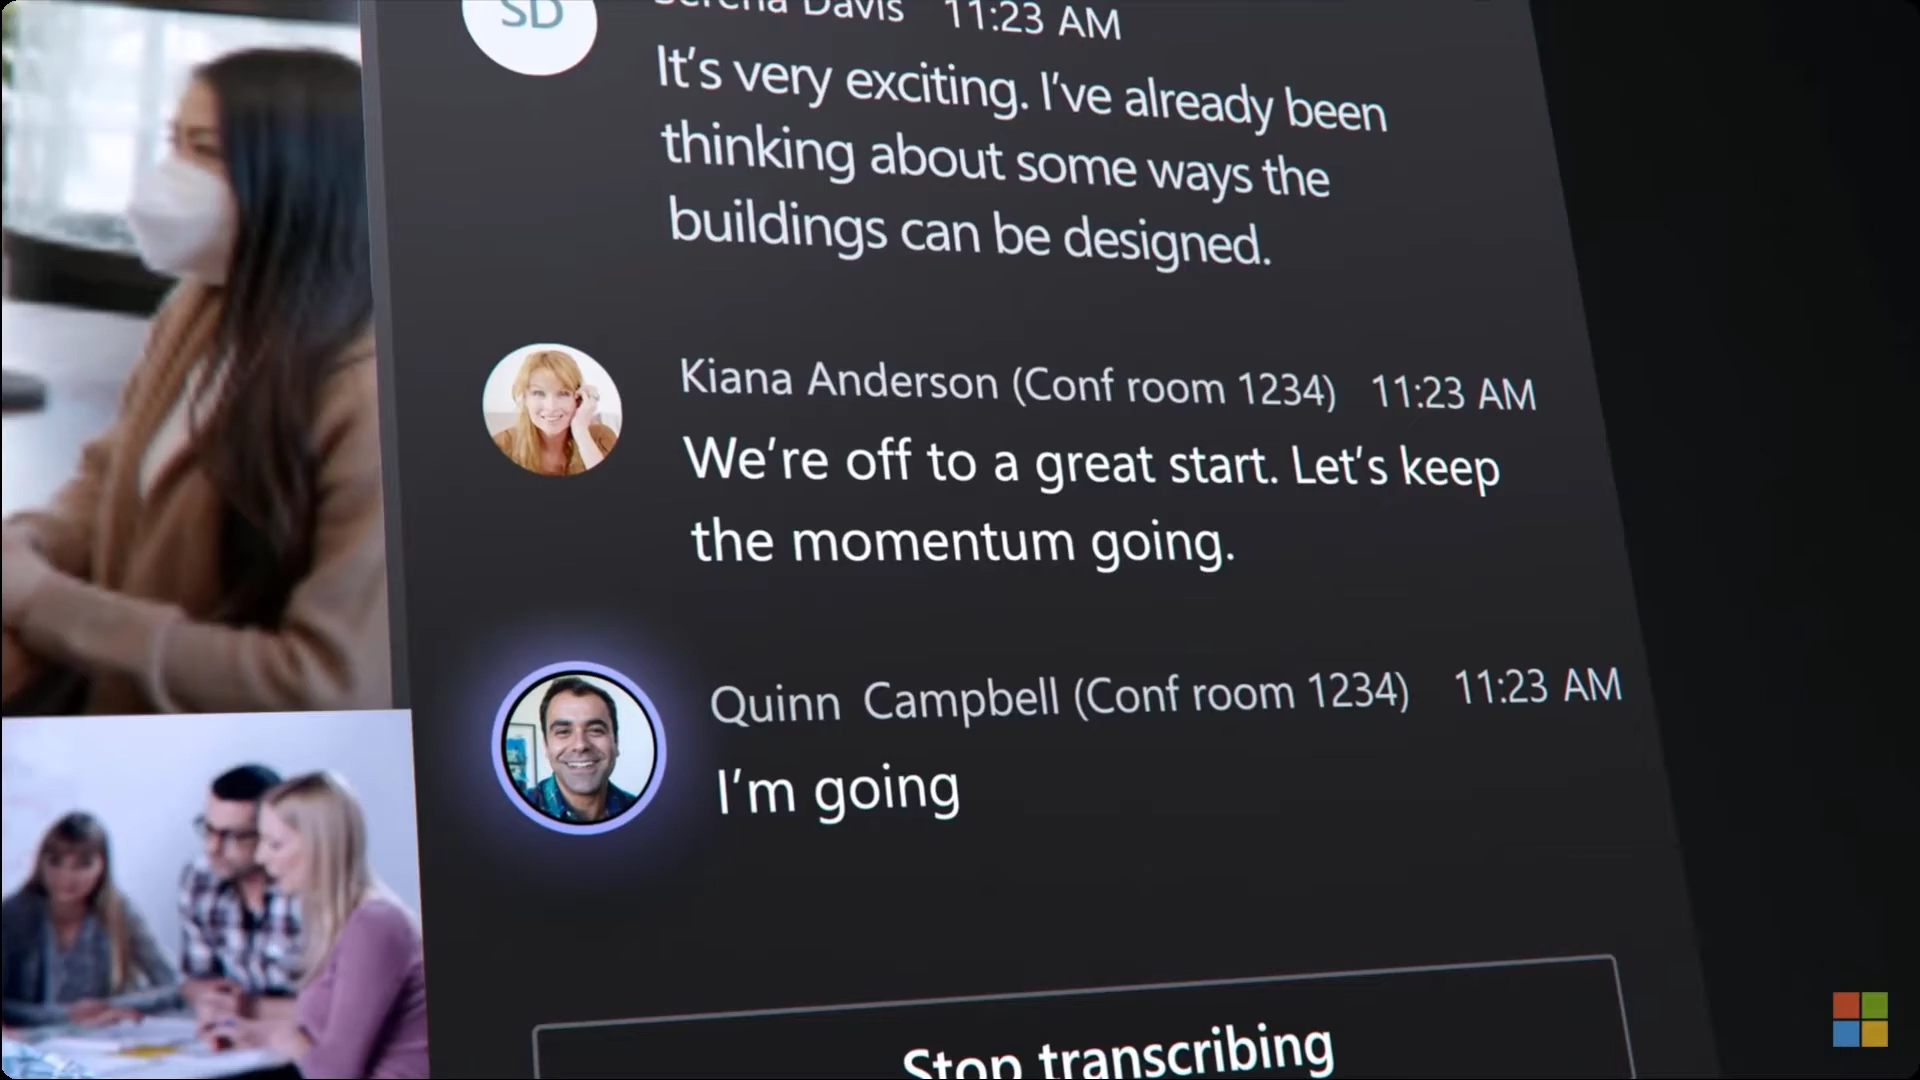 SD
Serena Davis 11:23 AM
It's very exciting. I've already been
thinking about some ways the
buildings can be designed.
Kiana Anderson (Conf room 1234) 11:23 AM
We're off to a great start. Let's keep
the momentum going.
Quinn Campbell (Conf room 1234) 11:23 AM
I'm going
Stop transcribing